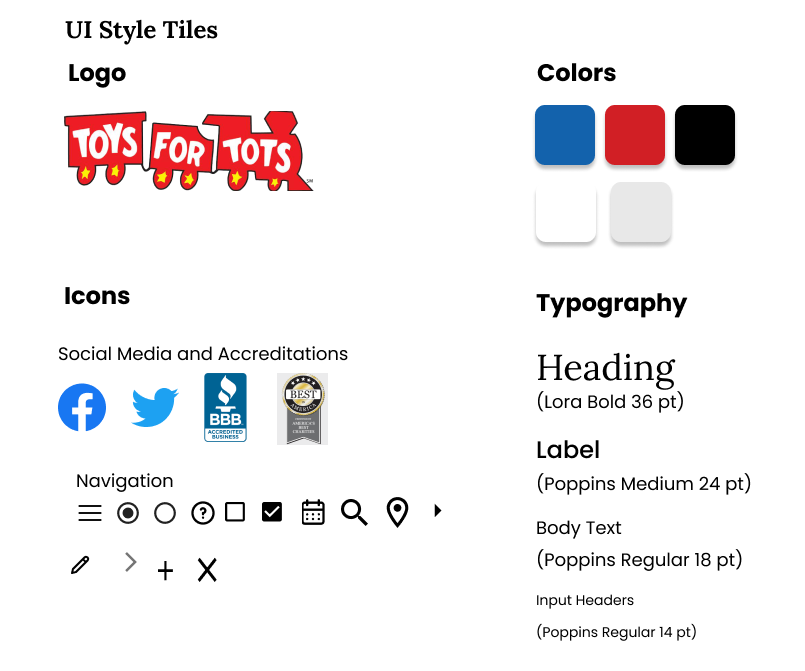 UI Style Tiles
Logo
TOYS FOR TOTS
SM
Icons
Social Media and Accreditations
BBB
ACCREDITED
BUSINESS
BEST
AMERICA
AMERICA'S
BEST
CHARITIES
Navigation
?
Colors
Typography
Heading
(Lora Bold 36 pt)
Label
(Poppins Medium 24 pt)
Body Text
(Poppins Regular 18 pt)
Input Headers
(Poppins Regular 14 pt)